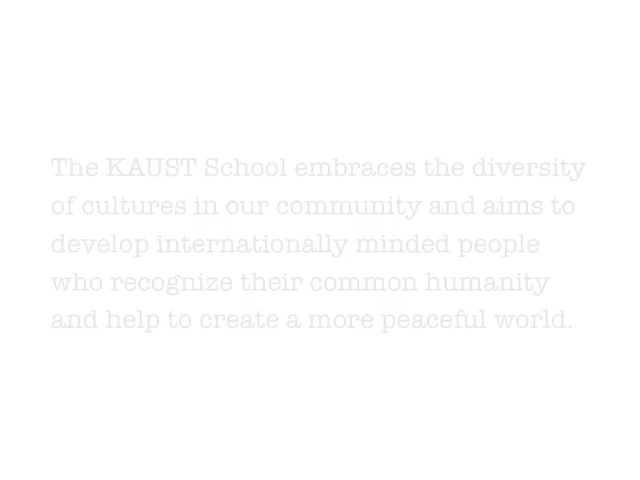 The KAUST School embraces the diversity
of cultures in our community and aims to
develop internationally minded people
who recognize their common humanity
and help to create a more peaceful world.